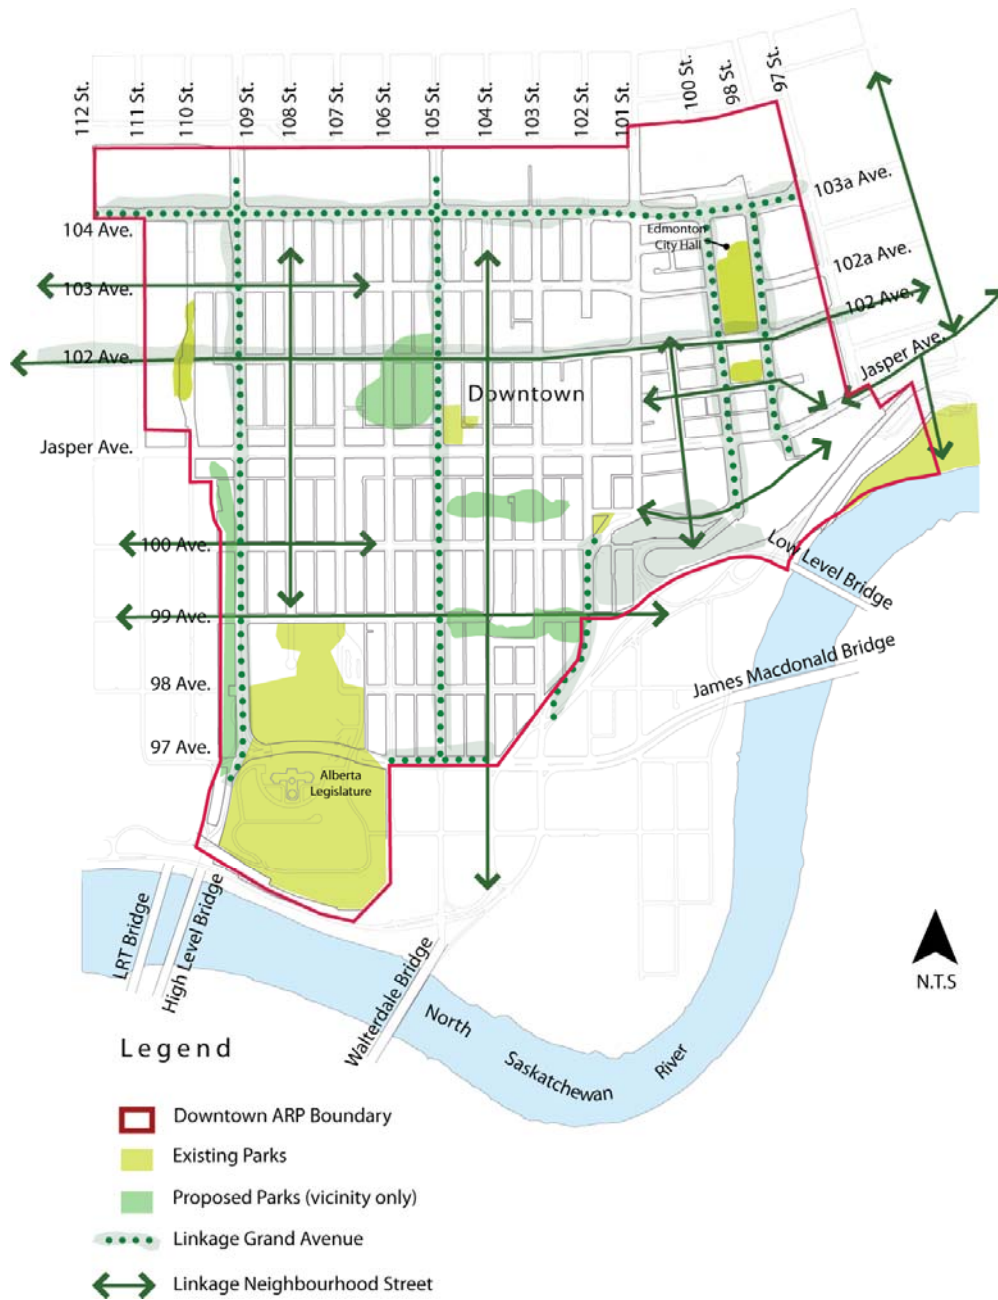 112 St.
111 St.
110 St.
109 St.
108 St.
107 St.
106 St.
105 St.
104 St.
103 St.
102 St.
101 St.
100 St.
98 St.
97 St.
103a Ave.
104 Ave.
Edmonton
City Hall
102a Ave.
103 Ave.
102 Ave.
102 Ave.
Jasper Ave.
Downtown
Jasper Ave.
100 Ave.
Low Level Bridge
99 Ave.
James Macdonald Bridge
98 Ave.
97 Ave.
Alberta
Legislature
LRT Bridge
High Level Bridge
Walterdale Bridge
North
Saskatchewan
River
N.T.S
Legend
Downtown ARP Boundary
Existing Parks
Proposed Parks (vicinity only)
Linkage Grand Avenue
Linkage Neighbourhood Street